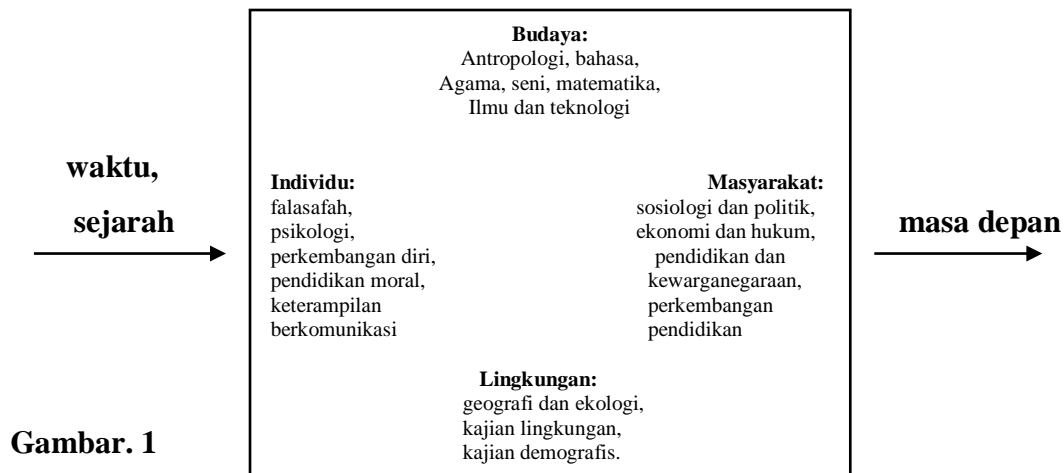 Budaya:
Antropologi, bahasa,
Agama, seni, matematika,
Ilmu dan teknologi
waktu,
sejarah
Individu:
falasafah,
psikologi,
perkembangan diri,
pendidikan moral,
keterampilan
berkomunikasi
Masyarakat:
sosiologi dan politik,
ekonomi dan hukum,
pendidikan dan
kewarganegaraan,
perkembangan
pendidikan
masa depan
Lingkungan:
geografi dan ekologi,
kajian lingkungan,
kajian demografis.
Gambar. 1